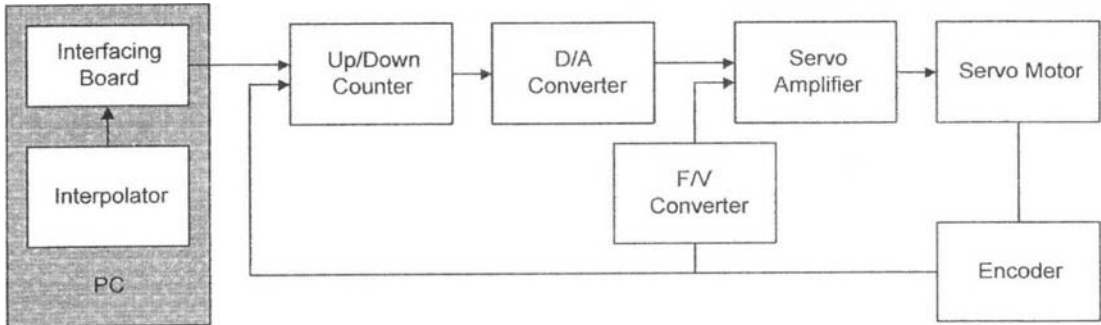 Interfacing
Board
Interpolator
PC
Up/Down
Counter
D/A
Converter
Servo
Amplifier
Servo Motor
F/V
Converter
Encoder